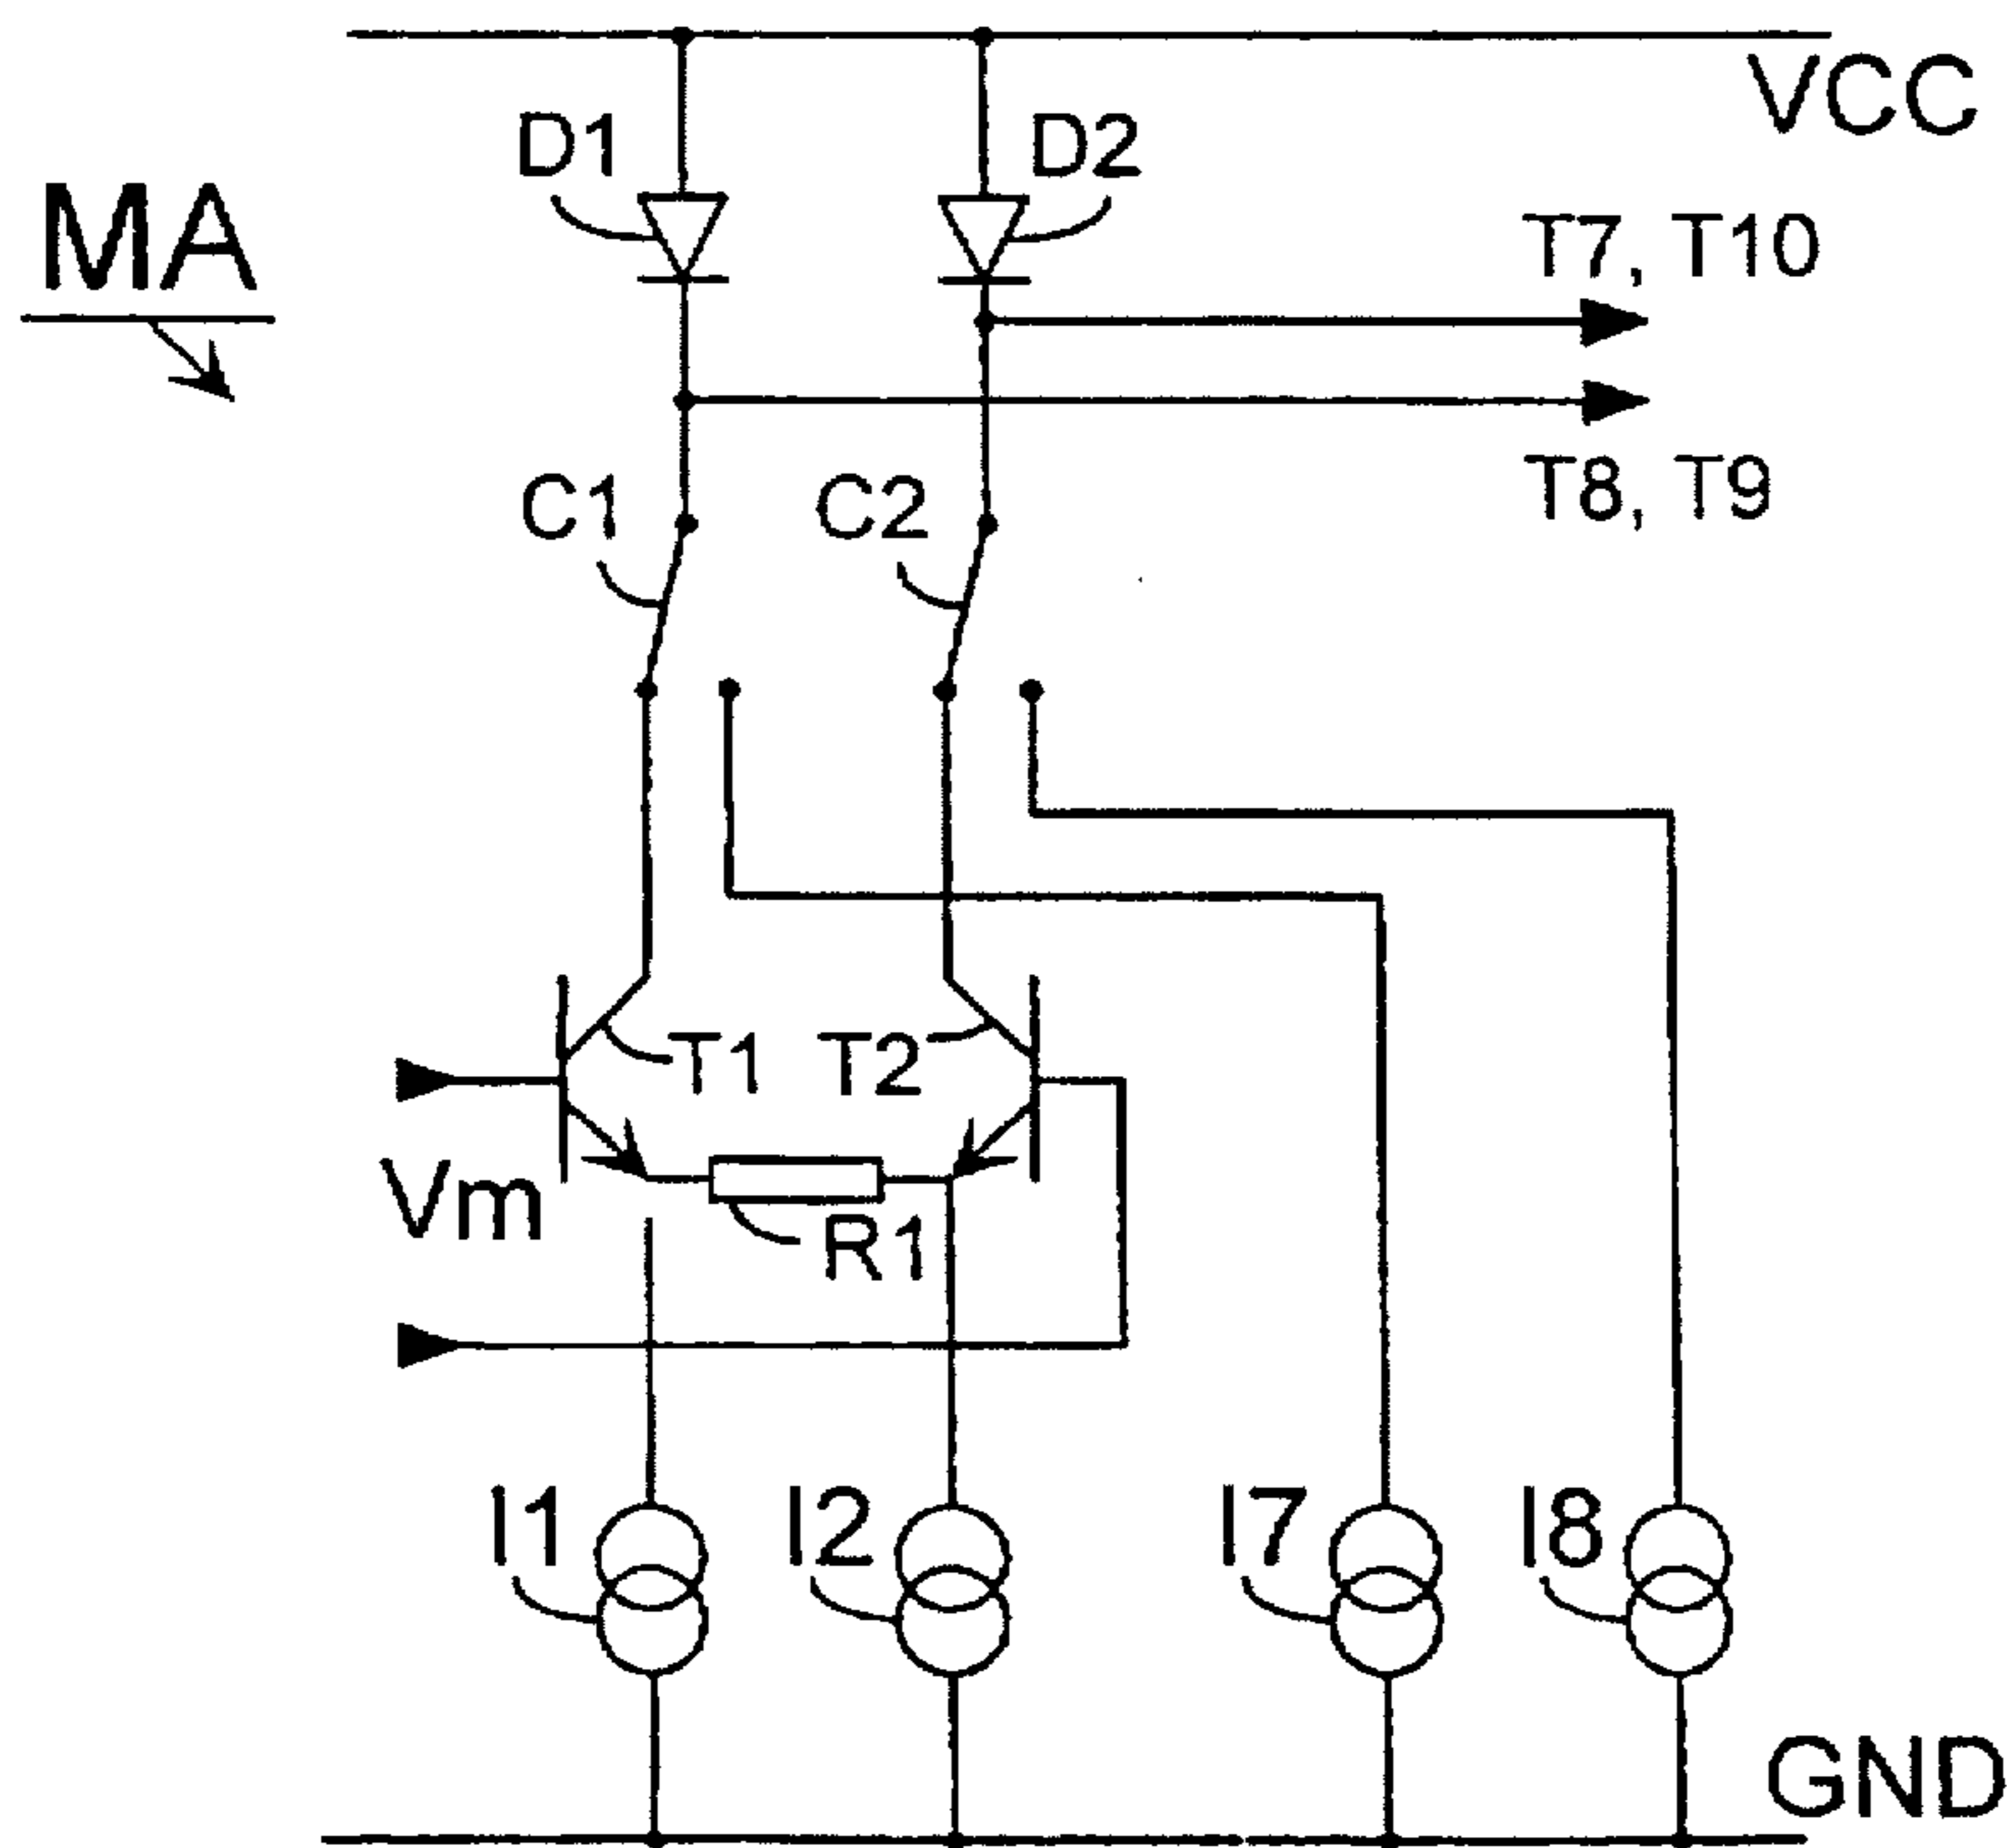 VCC
D1
D2
MA
T7, T10
C1
C2
T8, T9
T1
T2
Vm
R1
I1
I2
I7
I8
GND